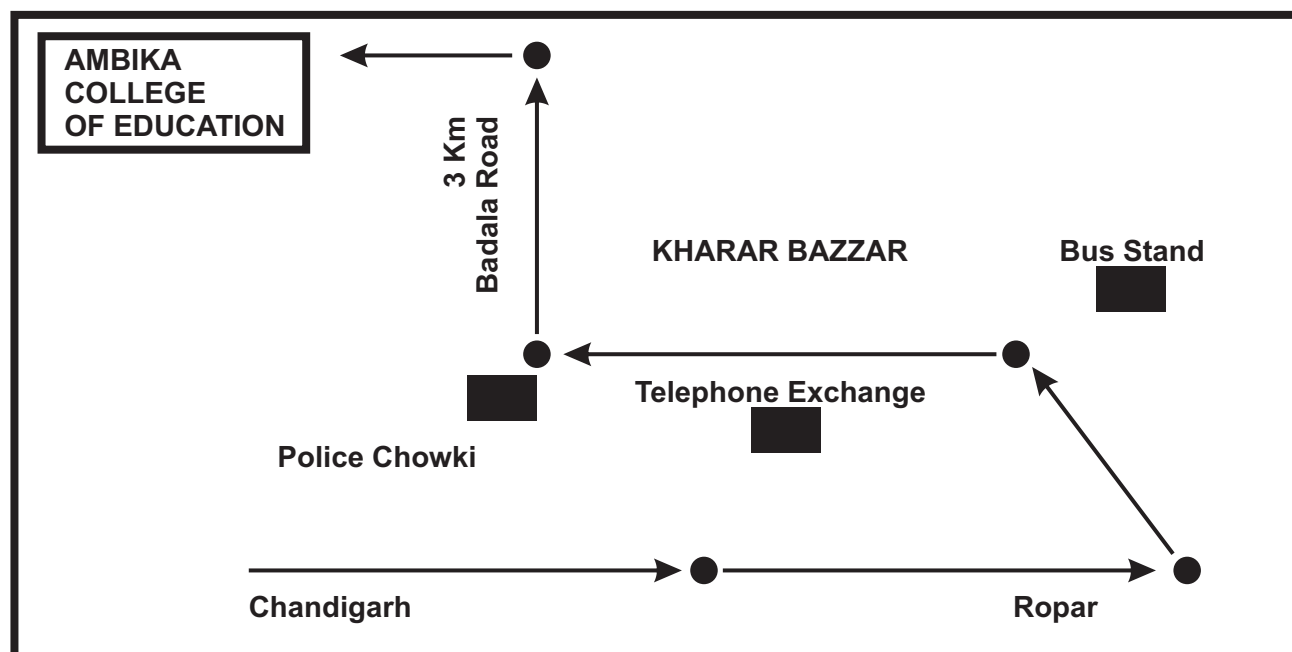 AMBIKA
COLLEGE
OF EDUCATION
3 Km
Badala Road
KHARAR BAZZAR
Bus Stand
Telephone Exchange
Police Chowki
Chandigarh
Ropar